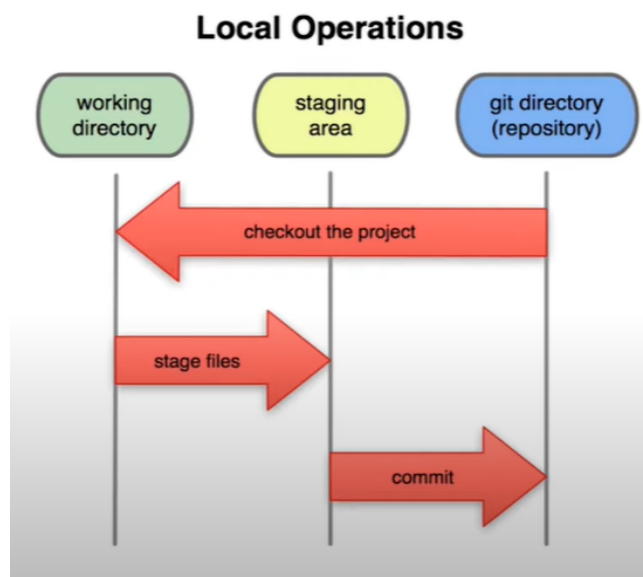 Local Operations
working
directory
staging
area
git directory
(repository)
checkout the project
stage files
commit